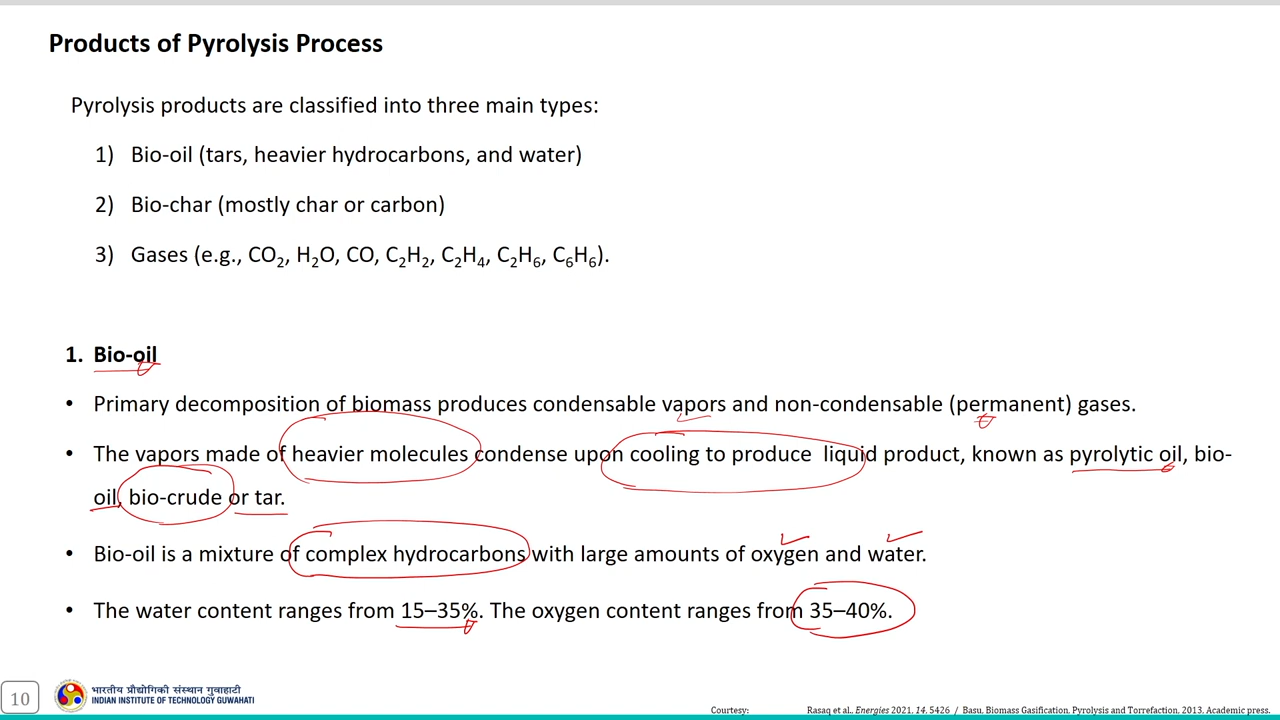 Products of Pyrolysis Process
Pyrolysis products are classified into three main types:
1) Bio-oil (tars, heavier hydrocarbons, and water)
2) Bio-char (mostly char or carbon)
3) Gases (e.g., CO₂, H₂O, CO, C₂H₂, C₂H₄, C₂H₆, C₆H₆).
1. Bio-oil
• Primary decomposition of biomass produces condensable vapors and non-condensable (permanent) gases.
• The vapors made of heavier molecules condense upon cooling to produce liquid product, known as pyrolytic oil, bio-
oil, bio-crude or tar.
• Bio-oil is a mixture of complex hydrocarbons with large amounts of oxygen and water.
• The water content ranges from 15–35%. The oxygen content ranges from 35–40%.
10
भारतीय प्रौद्योगिकी संस्थान गुवाहाटी
INDIAN INSTITUTE OF TECHNOLOGY GUWAHATI
Courtesy: Rasaq et al., Energies 2021, 14, 5426 / Basu, Biomass Gasification, Pyrolysis and Torrefaction, 2013, Academic press.